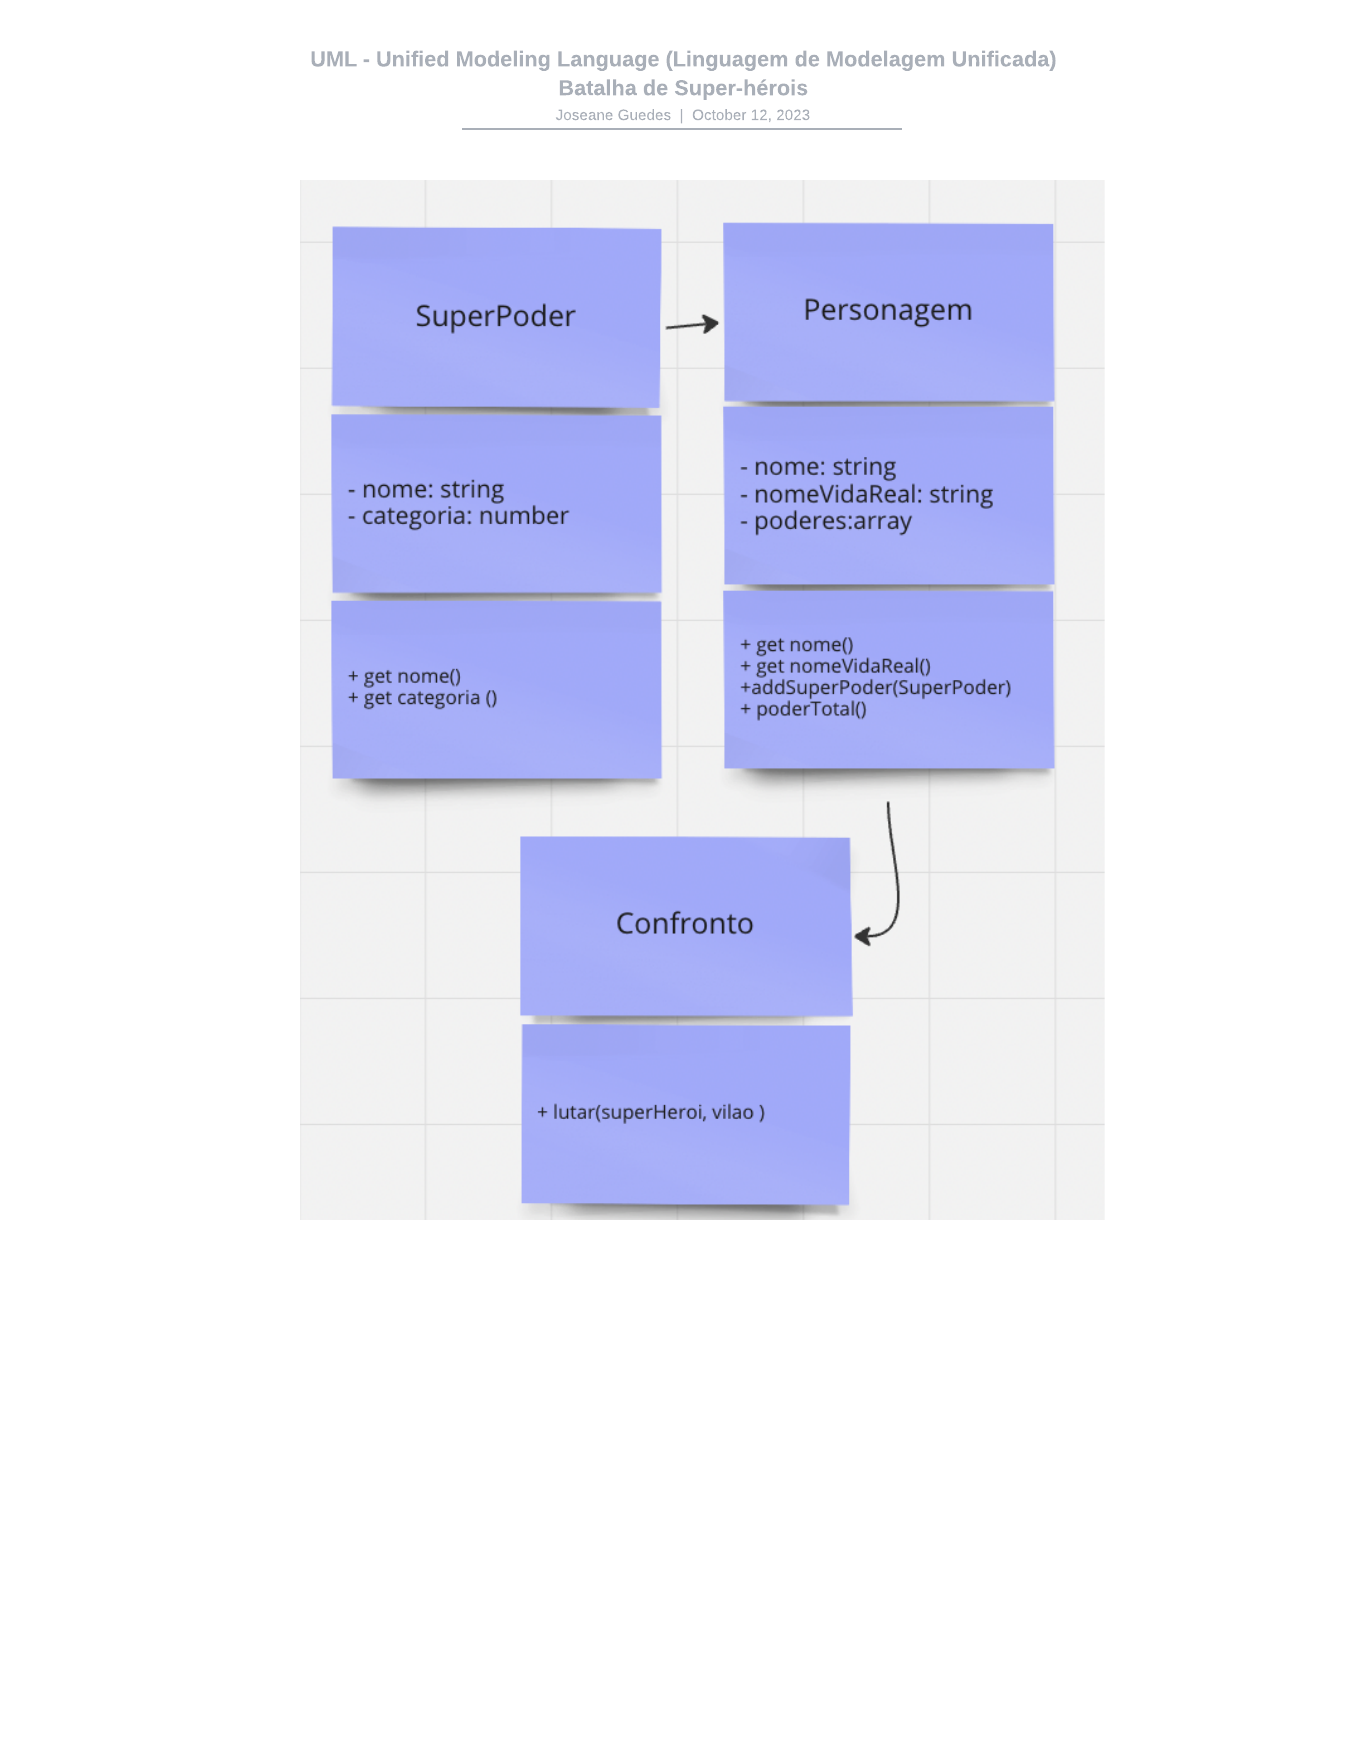 UML - Unified Modeling Language (Linguagem de Modelagem Unificada)
Batalha de Super-hérois
Joseane Guedes | October 12, 2023
SuperPoder
- nome: string
- categoria: number
+ get nome()
+ get categoria ()
Personagem
- nome: string
- nomeVidaReal: string
- poderes:array
+ get nome()
+ get nomeVidaReal()
+addSuperPoder(SuperPoder)
+ poderTotal()
Confronto
+ lutar(superHeroi, vilao )